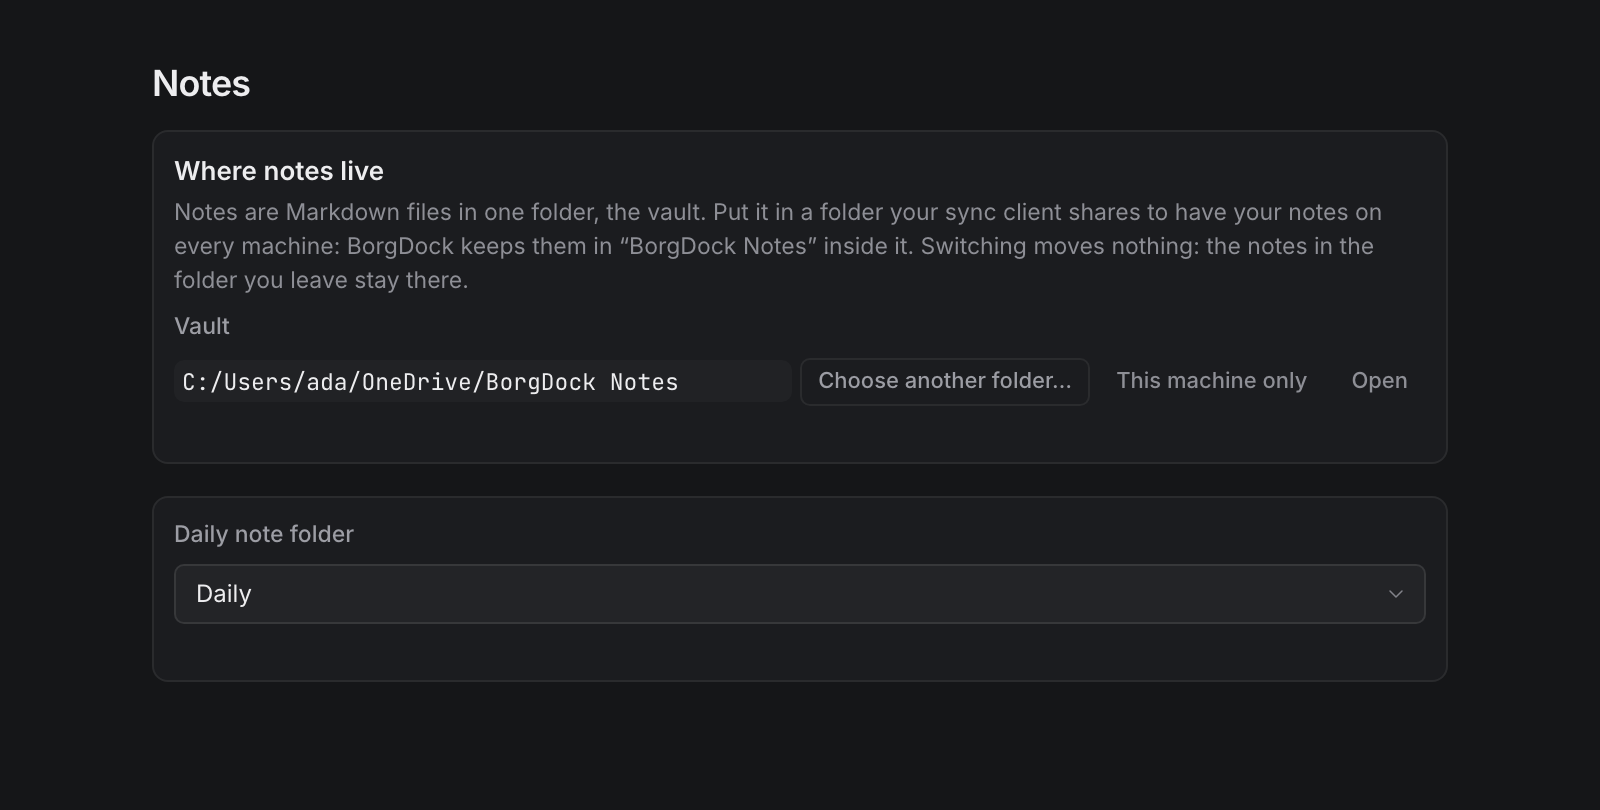 Notes
Where notes live
Notes are Markdown files in one folder, the vault. Put it in a folder your sync client shares to have your notes on
every machine: BorgDock keeps them in “BorgDock Notes” inside it. Switching moves nothing: the notes in the
folder you leave stay there.
Vault
C:/Users/ada/OneDrive/BorgDock Notes Choose another folder... This machine only Open
Daily note folder
Daily